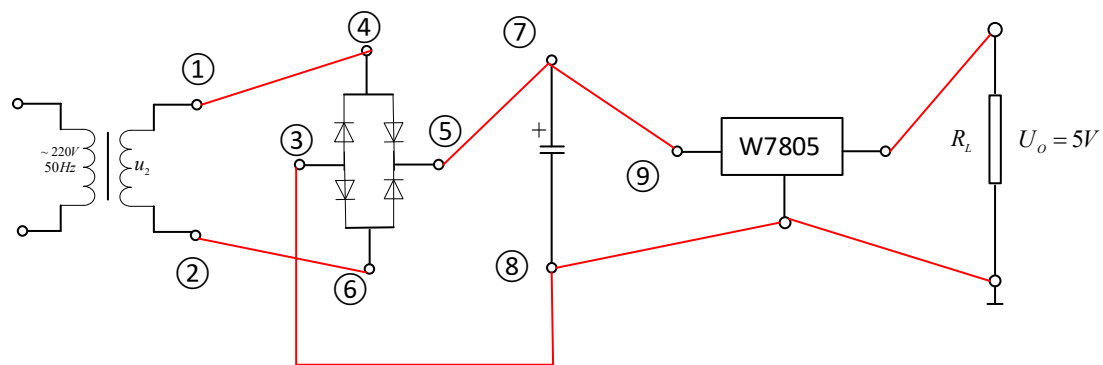 ④
⑦
①
+
③
⑤
W7805
~ 220V
50Hz
u₂
R_L
U_O = 5V
⑨
②
⑥
⑧